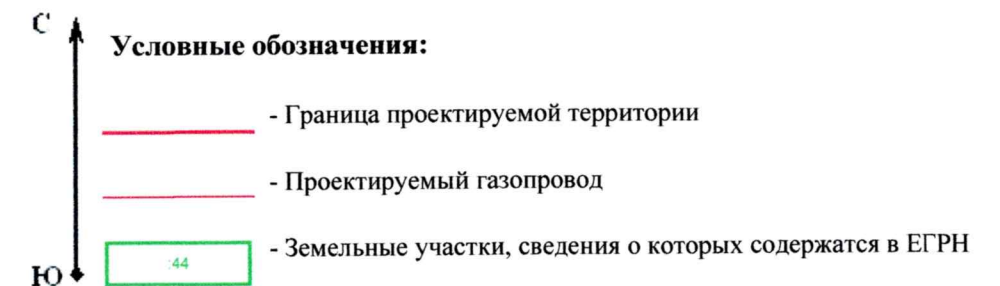 С
Условные обозначения:
- Граница проектируемой территории
- Проектируемый газопровод
- Земельные участки, сведения о которых содержатся в ЕГРН
:44
Ю